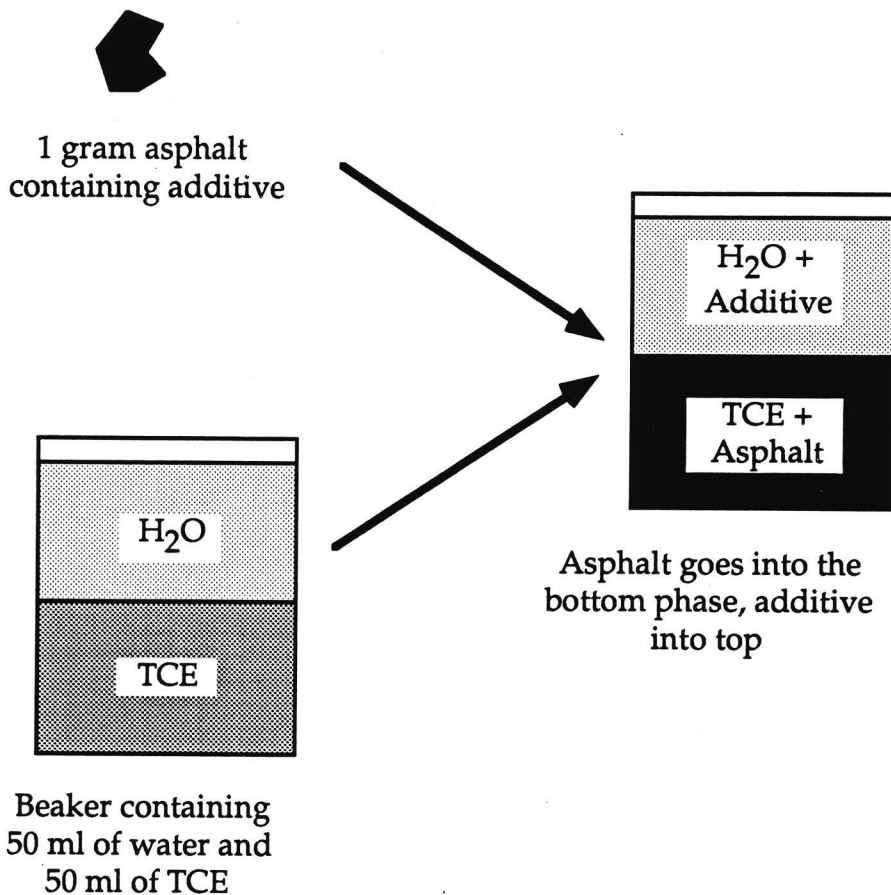 1 gram asphalt
containing additive
H₂O +
Additive
TCE +
Asphalt
Asphalt goes into the
bottom phase, additive
into top
H₂O
TCE
Beaker containing
50 ml of water and
50 ml of TCE